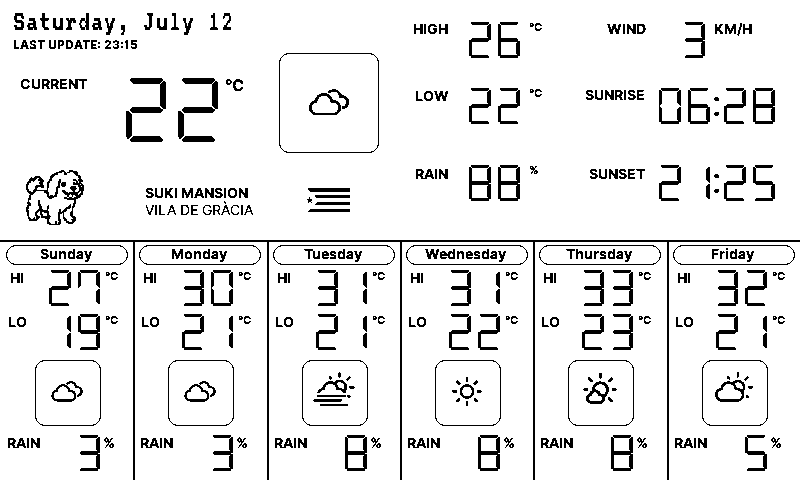 Saturday, July 12
LAST UPDATE: 23:15
CURRENT 22 °C
HIGH 26 °C
WIND 3 KM/H
LOW 22 °C
SUNRISE 06:28
RAIN 88 %
SUNSET 21:25
SUKI MANSION
VILA DE GRÀCIA
Sunday
HI 27 °C
LO 19 °C
RAIN 3 %
Monday
HI 30 °C
LO 21 °C
RAIN 3 %
Tuesday
HI 31 °C
LO 21 °C
RAIN 8 %
Wednesday
HI 31 °C
LO 22 °C
RAIN 8 %
Thursday
HI 33 °C
LO 23 °C
RAIN 8 %
Friday
HI 32 °C
LO 21 °C
RAIN 5 %